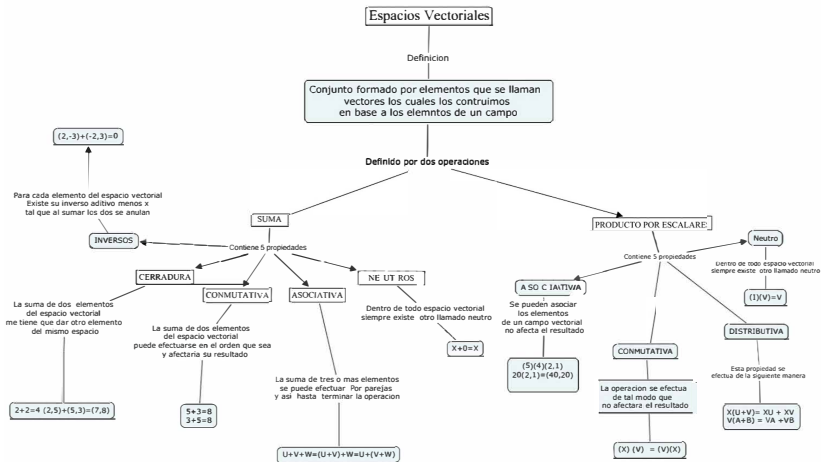 Espacios Vectoriales
Definicion
Conjunto formado por elementos que se llaman
vectores los cuales los contruimos
en base a los elemntos de un campo
Definido por dos operaciones
SUMA
Contiene 5 propiedades
INVERSOS
Para cada elemento del espacio vectorial
Existe su inverso aditivo menos x
tal que al sumar los dos se anulan
(2,-3)+(-2,3)=0
CERRADURA
La suma de dos elementos
del espacio vectorial
me tiene que dar otro elemento
del mismo espacio
2+2=4 (2,5)+(5,3)=(7,8)
CONMUTATIVA
La suma de dos elementos
del espacio vectorial
puede efectuarse en el orden que sea
y afectaria su resultado
5+3=8
3+5=8
ASOCIATIVA
La suma de tres o mas elementos
se puede efectuar Por parejas
y asi hasta terminar la operacion
U+V+W=(U+V)+W=U+(V+W)
NE UT ROS
Dentro de todo espacio vectorial
siempre existe otro llamado neutro
X+0=X
PRODUCTO POR ESCALARE
Contiene 5 propiedades
A SO C IATIVA
Se pueden asociar
los elementos
de un campo vectorial
no afecta el resultado
(5)(4)(2,1)
20(2,1)=(40,20)
CONMUTATIVA
La operacion se efectua
de tal modo que
no afectara el resultado
(X) (V) = (V)(X)
DISTRIBUTIVA
Esta propiedad se
efectua de la siguiente manera
X(U+V)= XU + XV
V(A+B) = VA +VB
Neutro
Dentro de todo espacio vectorial
siempre existe otro llamado neutro
(1)(V)=V